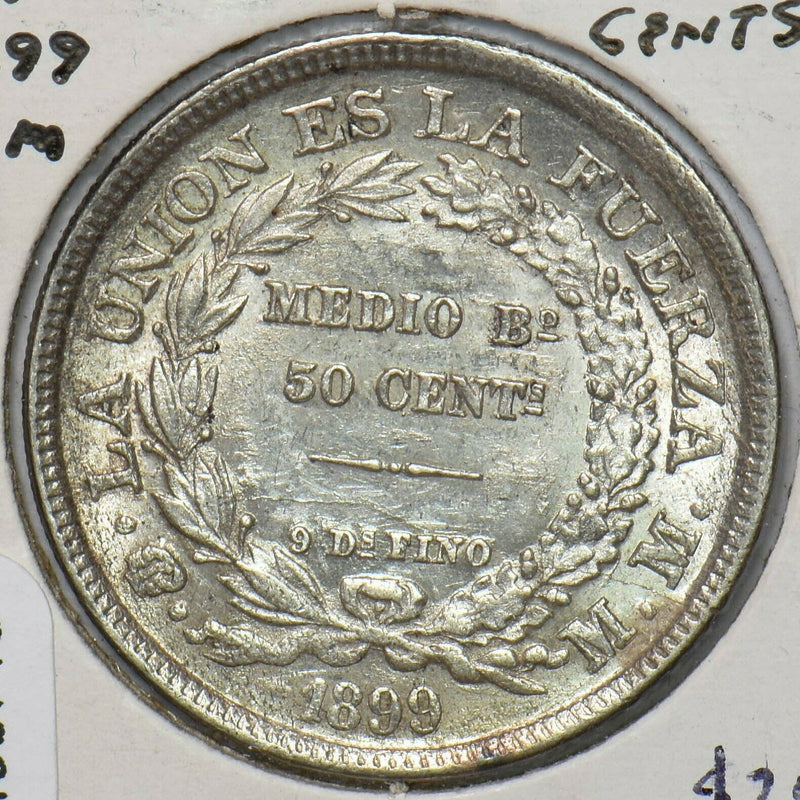 99
M
CENTS
LA UNION ES LA FUERZA
MEDIO Bº
50 CENTˢ
9 Dˢ FINO
M. M.
1899